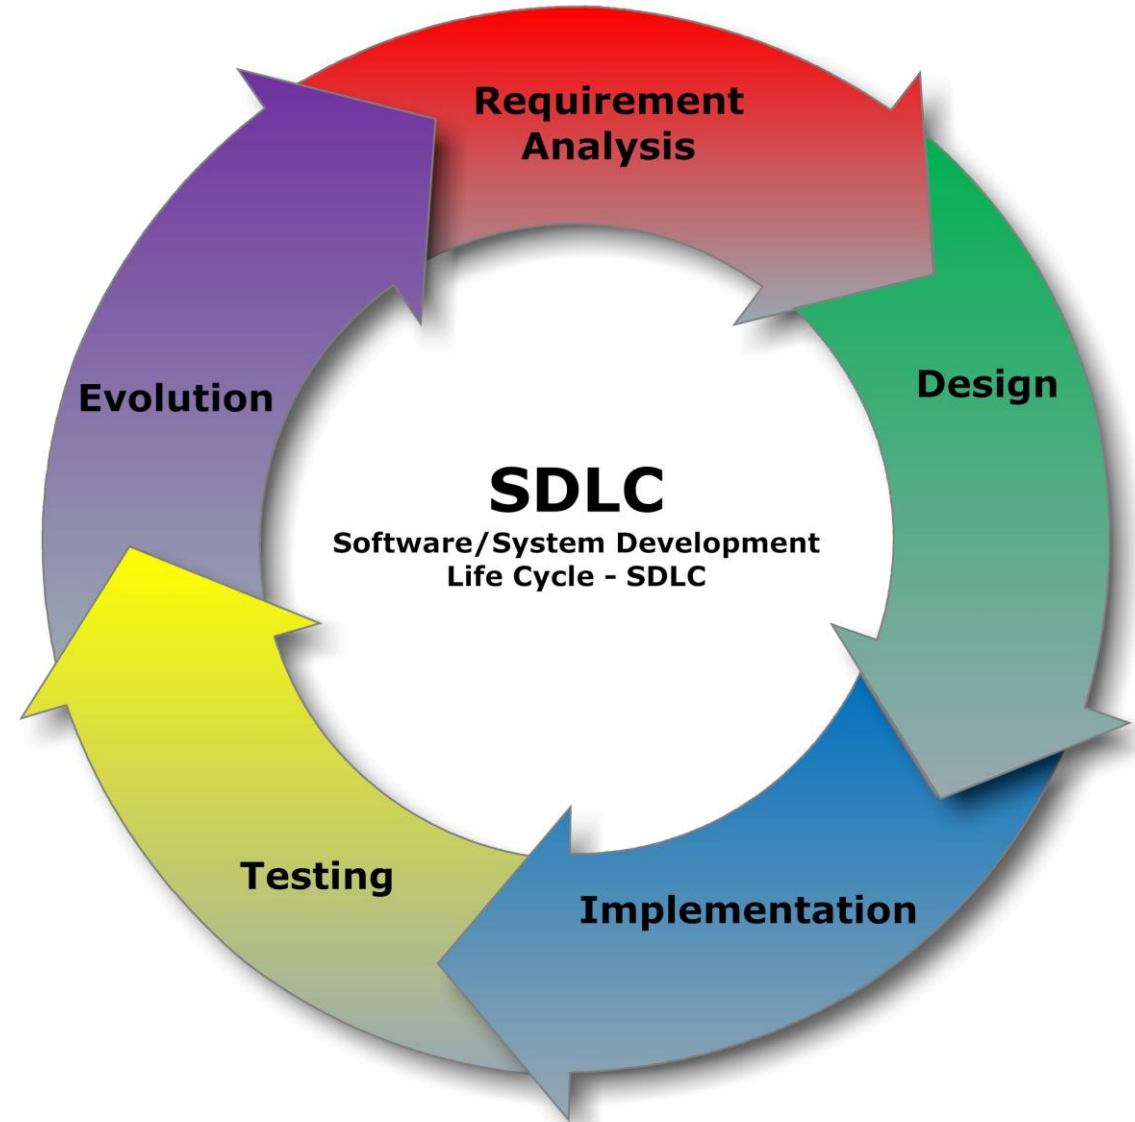 Requirement
Analysis
Design
Implementation
Testing
Evolution
SDLC
Software/System Development
Life Cycle - SDLC